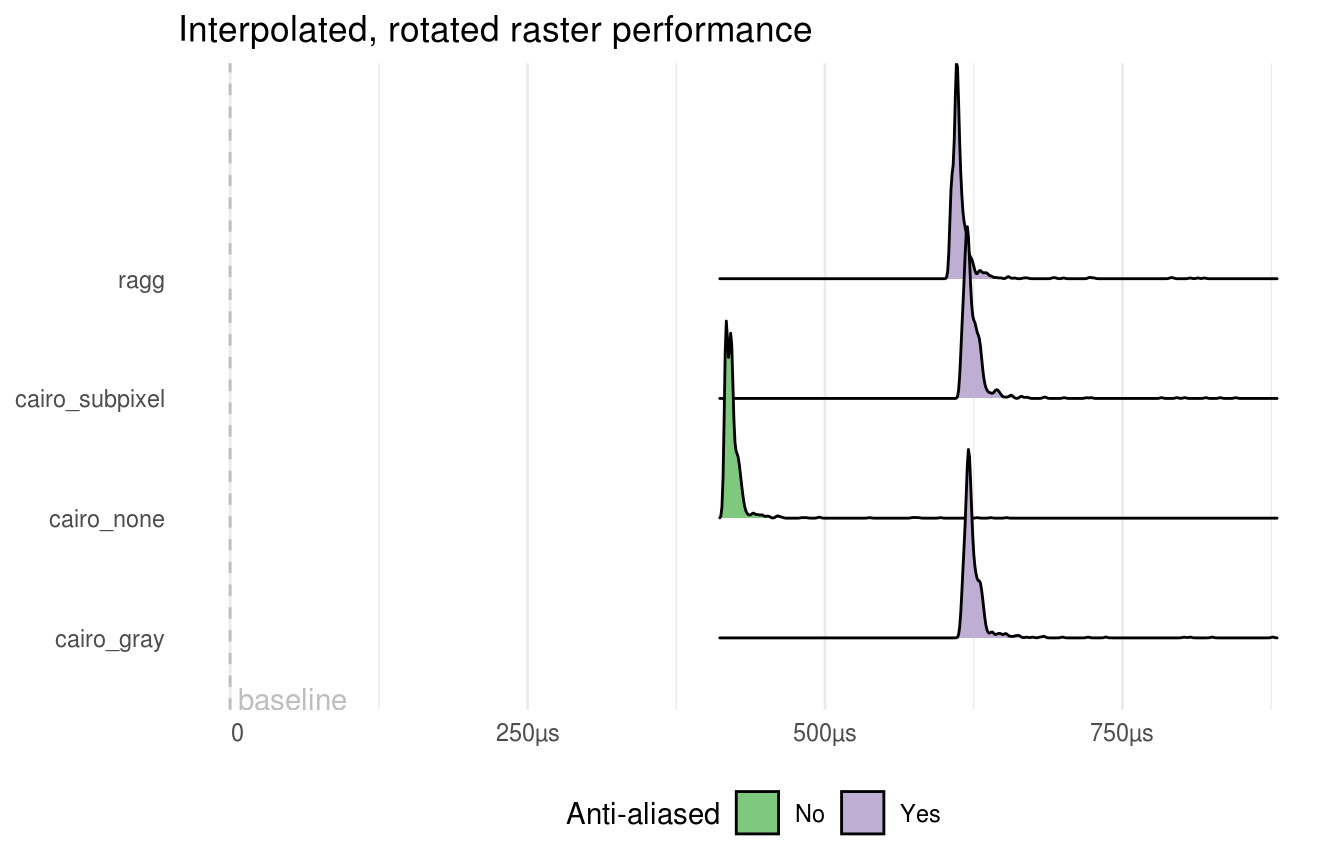 Interpolated, rotated raster performance
ragg
cairo_subpixel
cairo_none
cairo_gray
baseline
0 250µs 500µs 750µs
Anti-aliased No Yes